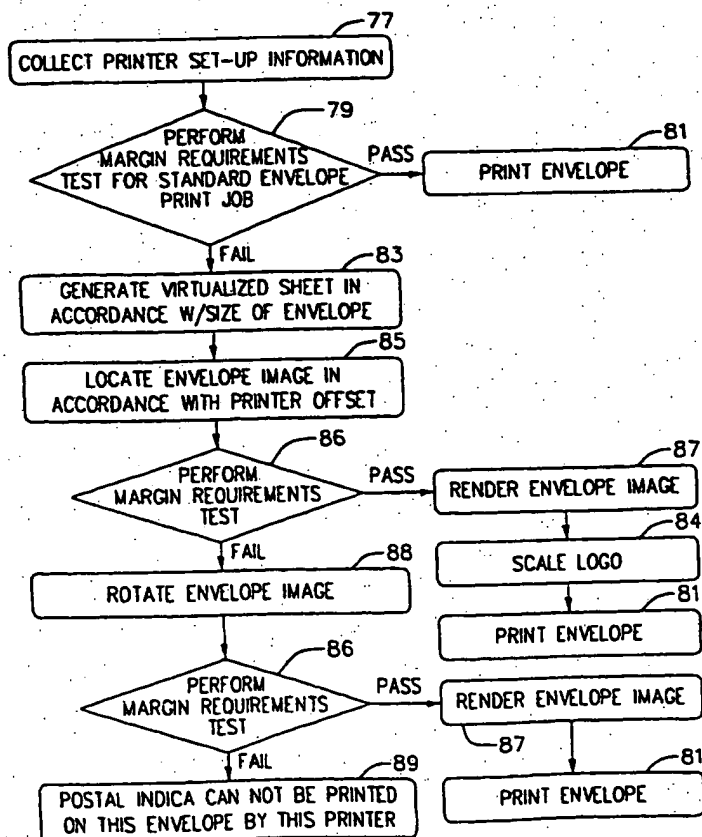 77
COLLECT PRINTER SET-UP INFORMATION
79
PERFORM
MARGIN REQUIREMENTS
TEST FOR STANDARD ENVELOPE
PRINT JOB
PASS
81
PRINT ENVELOPE
FAIL
83
GENERATE VIRTUALIZED SHEET IN
ACCORDANCE W/SIZE OF ENVELOPE
85
LOCATE ENVELOPE IMAGE IN
ACCORDANCE WITH PRINTER OFFSET
86
PERFORM
MARGIN REQUIREMENTS
TEST
PASS
87
RENDER ENVELOPE IMAGE
84
SCALE LOGO
81
PRINT ENVELOPE
FAIL
88
ROTATE ENVELOPE IMAGE
86
PERFORM
MARGIN REQUIREMENTS
TEST
PASS
RENDER ENVELOPE IMAGE
87
81
PRINT ENVELOPE
FAIL
89
POSTAL INDICA CAN NOT BE PRINTED
ON THIS ENVELOPE BY THIS PRINTER